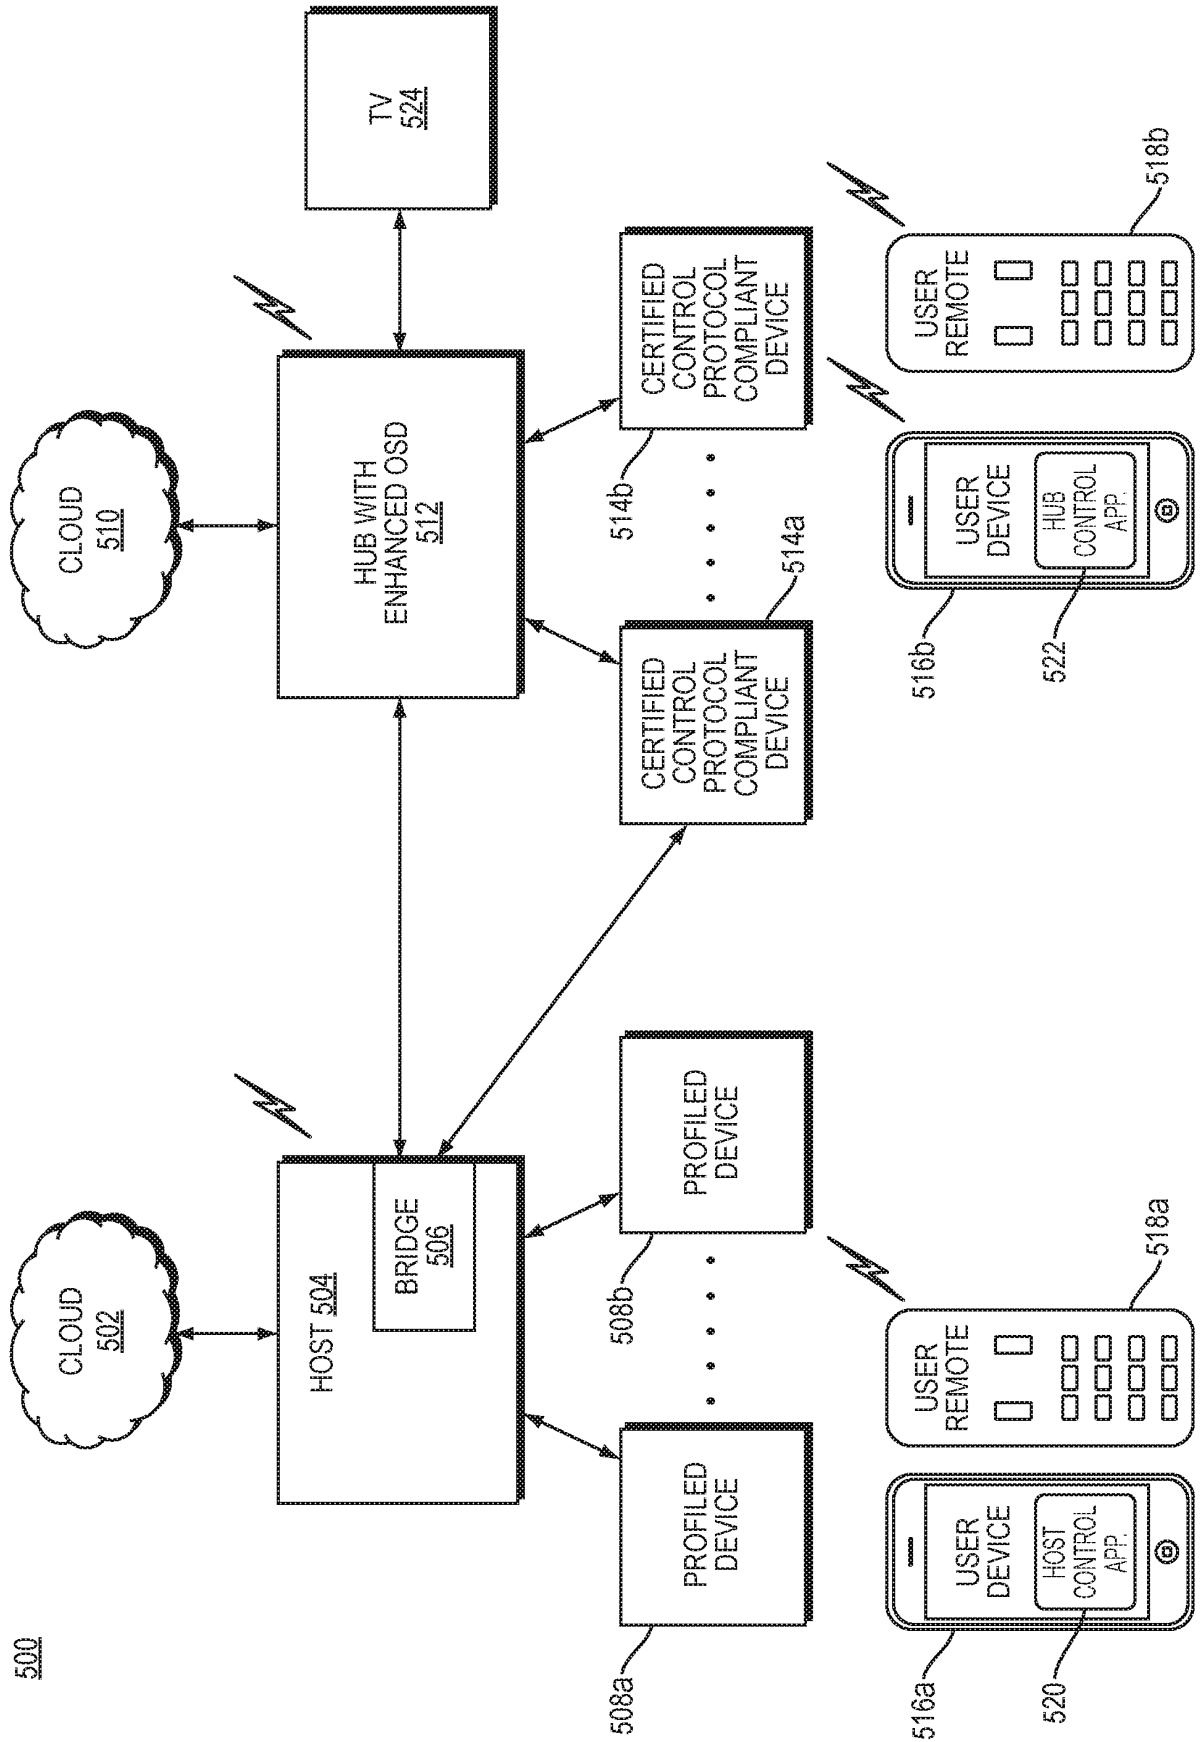 500
CLOUD
502
CLOUD
510
HOST 504
BRIDGE
506
HUB WITH
ENHANCED OSD
512
TV
524
PROFILED
DEVICE
508a
PROFILED
DEVICE
508b
CERTIFIED
CONTROL
PROTOCOL
COMPLIANT
DEVICE
514a
CERTIFIED
CONTROL
PROTOCOL
COMPLIANT
DEVICE
514b
USER
DEVICE
HOST
CONTROL
APP.
516a
520
USER
REMOTE
518a
USER
DEVICE
HUB
CONTROL
APP.
516b
522
USER
REMOTE
518b